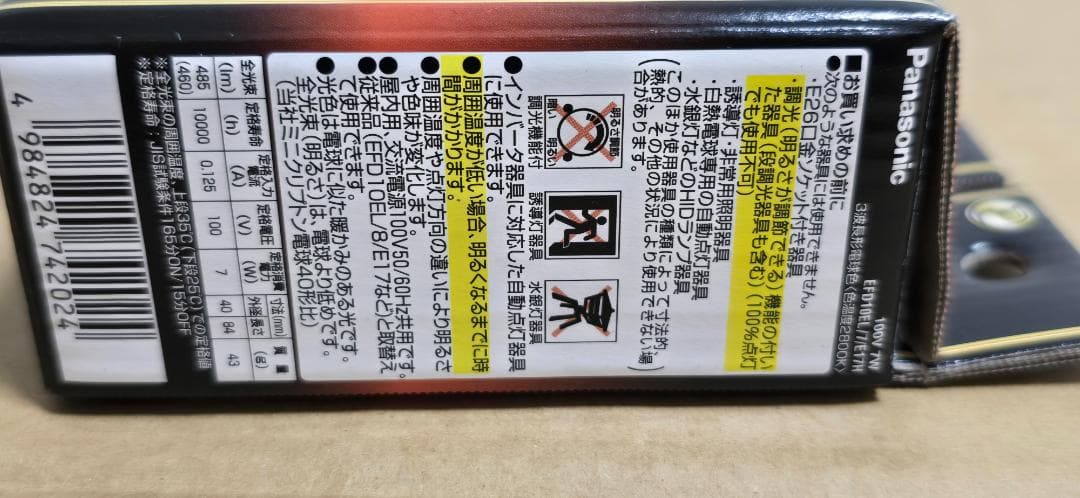 Panasonic
100V 7W
EFD10EL/7/E17H
3波長形電球色〈色温度2800K〉
■お買い求めの前に
●次のような器具には使用できません。
・E26口金ソケット付き器具
・調光（明るさが調節できる）機能の付い
た器具（段調光器具も含む）（100％点灯
でも使用不可）
・誘導灯・非常用照明器具
・白熱電球専用の自動点灯器具
・水銀灯などのHIDランプ器具
（このほか使用器具の種類によって寸法的、
熱的、その他の状況により使用できない場
合があります。）
明るさ調節
暗い 明るい
調光機能付
誘導灯器具
水銀灯器具
●インバータ器具に対応した自動点灯器具
に使用できます。
●周囲温度が低い場合、明るくなるまでに時
間がかかります。
●周囲温度や点灯方向の違いにより明るさ
や色味が変化します。
●屋内用、交流電源100V50/60Hz共用です。
●従来品（EFD10EL/8/E17など）と取替え
て使用できます。
●光色は電球に似た暖かみのある光です。
全光束（明るさ）は、電球より低めです。
（当社ミニクリプトン電球40形比）
全光束(lm) 定格寿命(h) 定格入力電流(A) 定格電圧(V) 定格消費電力(W) 寸法(mm) 外径 長さ 質量(g)
485(460) 10000 0.125 100 7 40 84 43
※全光束の周囲温度、上段35℃（下段25℃）での定格値
※定格寿命：JIS試験条件165分ON/15分OFF
4 984824 742024